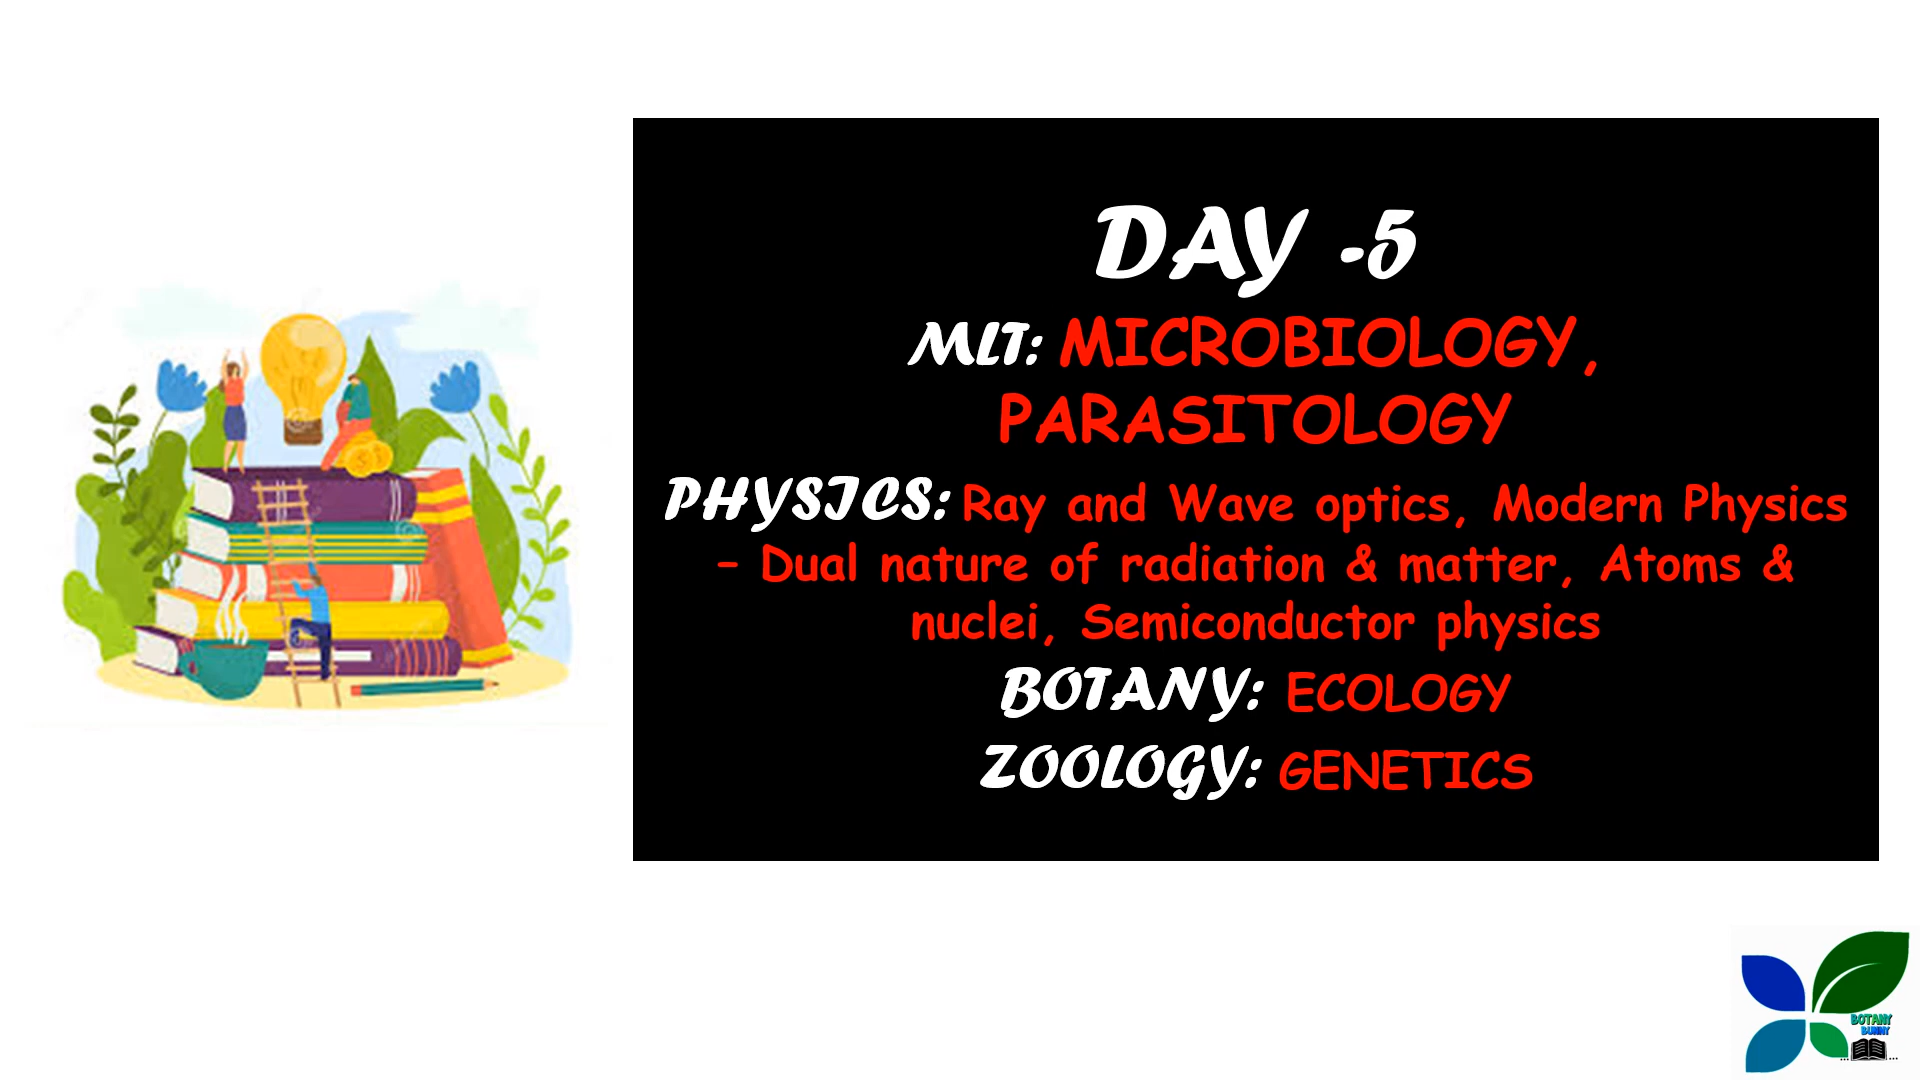 DAY -5
MLT: MICROBIOLOGY,
PARASITOLOGY
PHYSICS: Ray and Wave optics, Modern Physics
– Dual nature of radiation & matter, Atoms &
nuclei, Semiconductor physics
BOTANY: ECOLOGY
ZOOLOGY: GENETICS
BOTANY
BUNNY